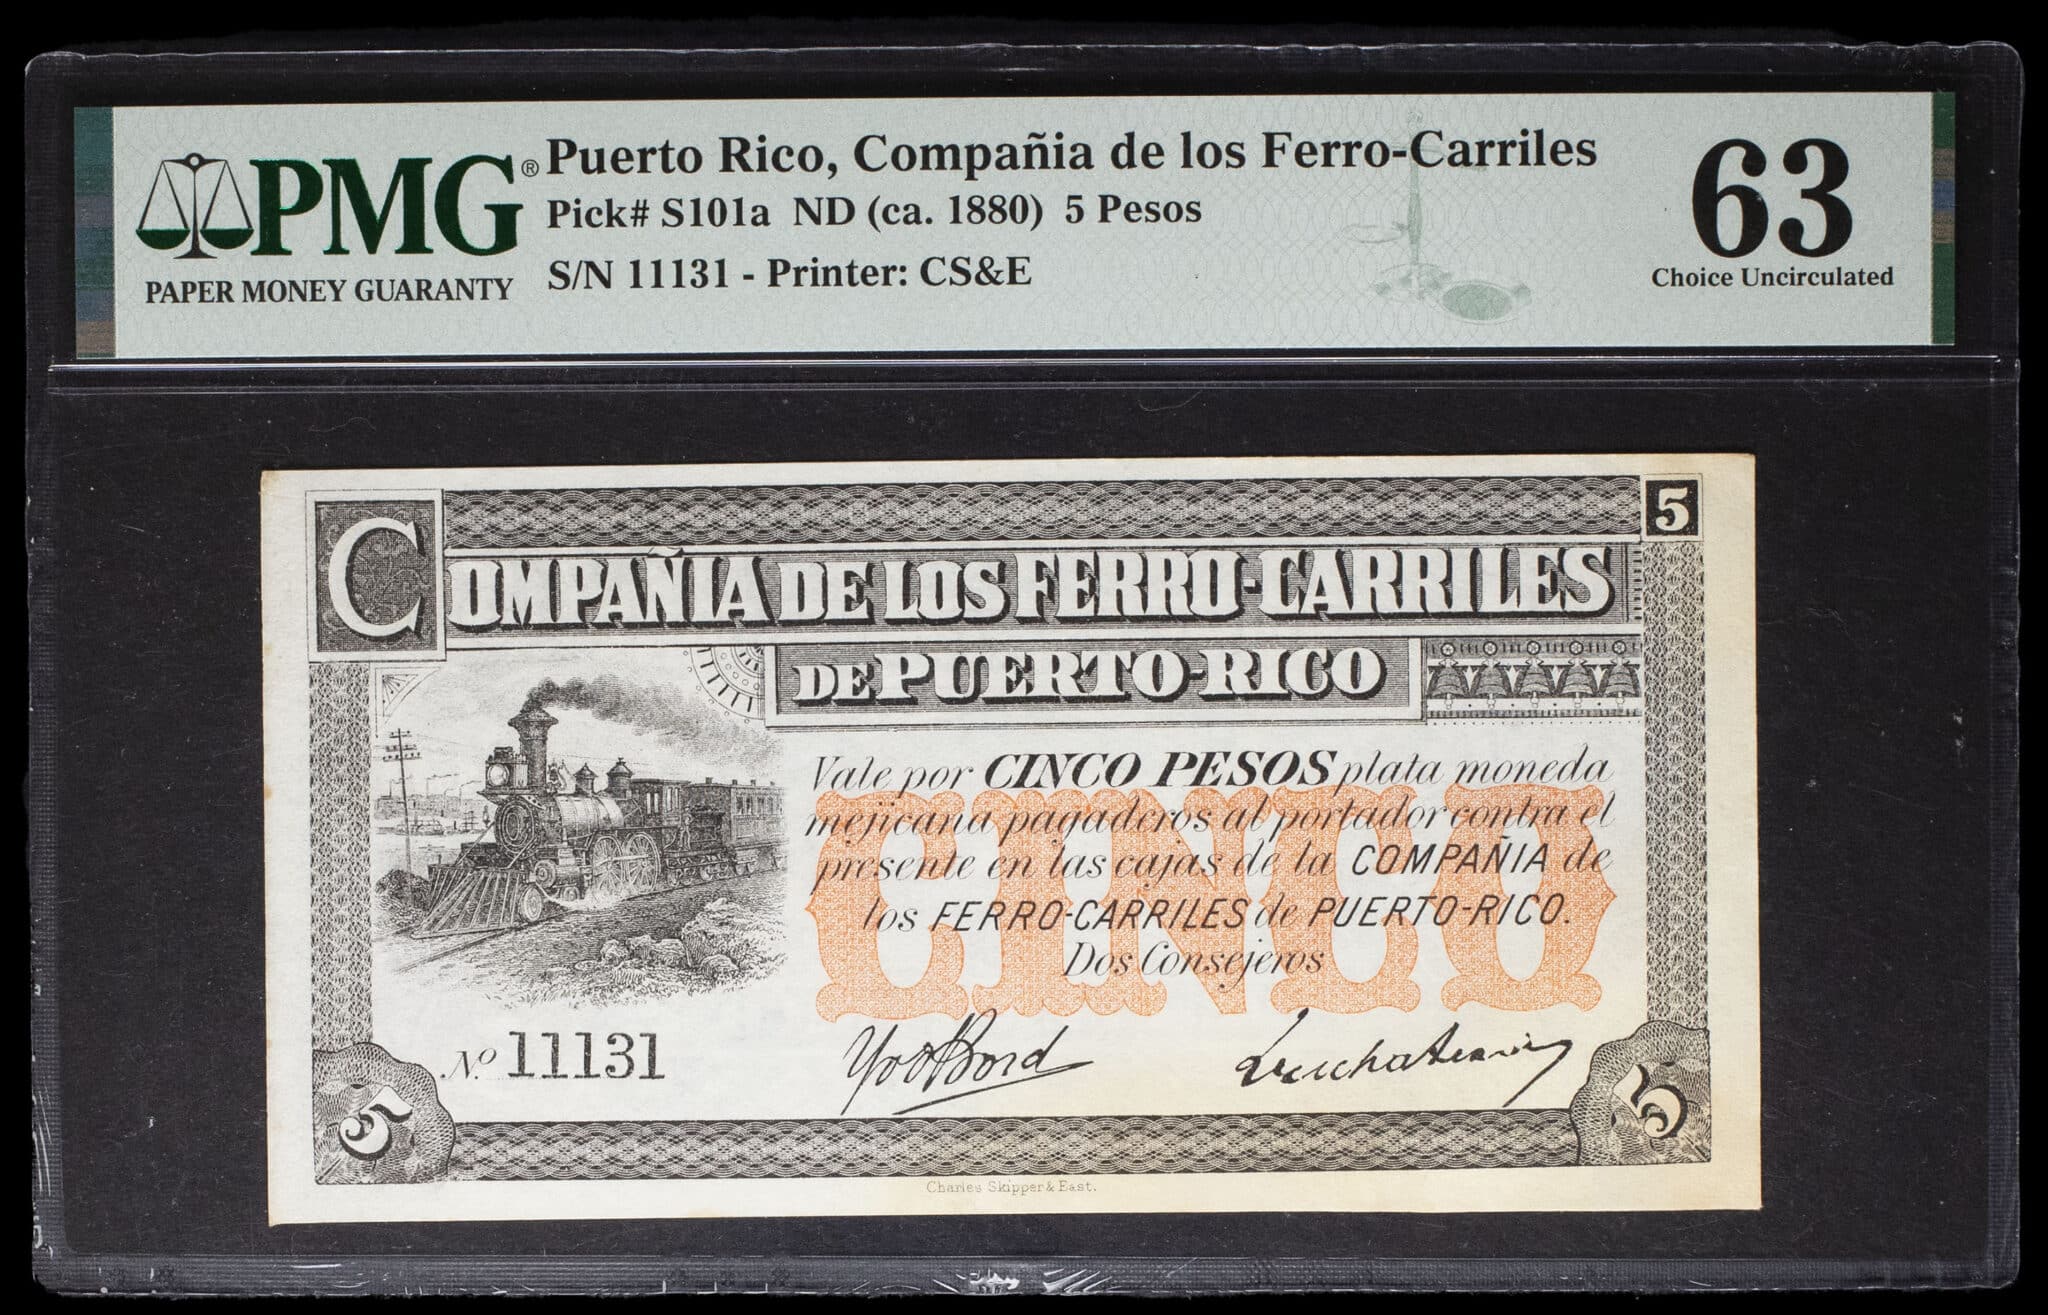 PMG®
PAPER MONEY GUARANTY
Puerto Rico, Compañia de los Ferro-Carriles
Pick# S101a ND (ca. 1880) 5 Pesos
S/N 11131 - Printer: CS&E
63
Choice Uncirculated
5
COMPAÑIA DE LOS FERRO-CARRILES
DE PUERTO-RICO
Vale por CINCO PESOS plata moneda
mejicana pagaderos al portador contra el
presente en las cajas de la COMPAÑIA de
los FERRO-CARRILES de PUERTO-RICO.
Dos Consejeros
CINCO
No. 11131
5
5
Charles Skipper & East.